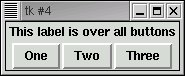 tk #4
This label is over all buttons
One Two Three